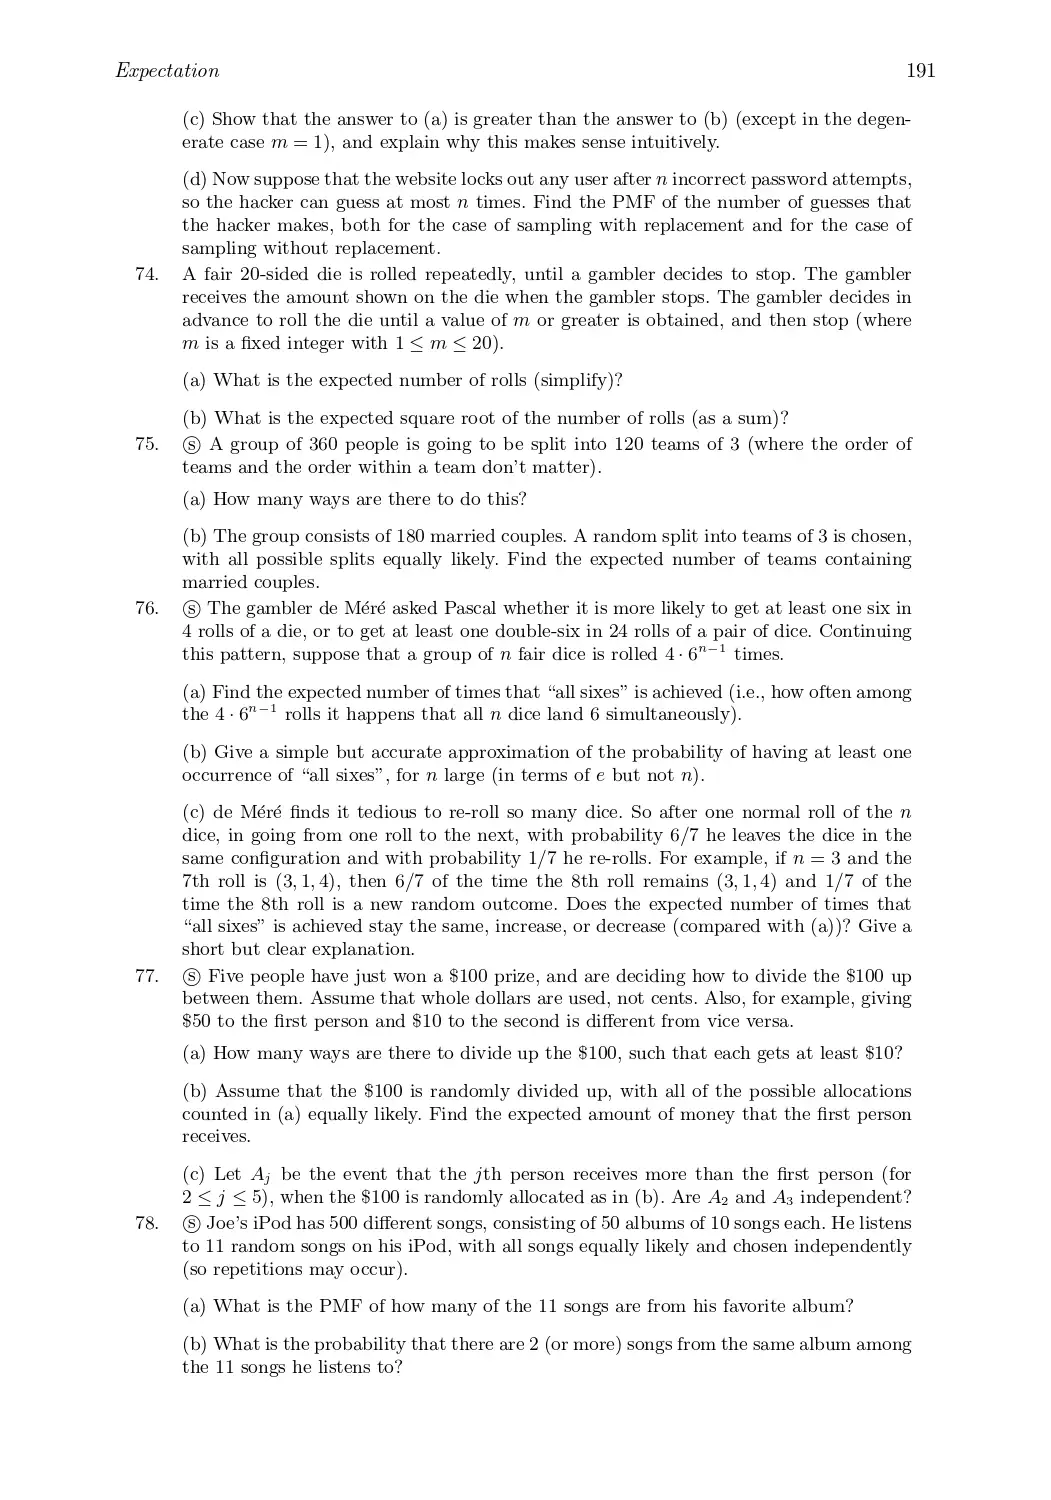 Expectation 191
(c) Show that the answer to (a) is greater than the answer to (b) (except in the degen-
erate case m = 1), and explain why this makes sense intuitively.
(d) Now suppose that the website locks out any user after n incorrect password attempts,
so the hacker can guess at most n times. Find the PMF of the number of guesses that
the hacker makes, both for the case of sampling with replacement and for the case of
sampling without replacement.
74. A fair 20-sided die is rolled repeatedly, until a gambler decides to stop. The gambler
receives the amount shown on the die when the gambler stops. The gambler decides in
advance to roll the die until a value of m or greater is obtained, and then stop (where
m is a fixed integer with 1 ≤ m ≤ 20).
(a) What is the expected number of rolls (simplify)?
(b) What is the expected square root of the number of rolls (as a sum)?
75. Ⓢ A group of 360 people is going to be split into 120 teams of 3 (where the order of
teams and the order within a team don't matter).
(a) How many ways are there to do this?
(b) The group consists of 180 married couples. A random split into teams of 3 is chosen,
with all possible splits equally likely. Find the expected number of teams containing
married couples.
76. Ⓢ The gambler de Méré asked Pascal whether it is more likely to get at least one six in
4 rolls of a die, or to get at least one double-six in 24 rolls of a pair of dice. Continuing
this pattern, suppose that a group of n fair dice is rolled 4 · 6ⁿ⁻¹ times.
(a) Find the expected number of times that "all sixes" is achieved (i.e., how often among
the 4 · 6ⁿ⁻¹ rolls it happens that all n dice land 6 simultaneously).
(b) Give a simple but accurate approximation of the probability of having at least one
occurrence of "all sixes", for n large (in terms of e but not n).
(c) de Méré finds it tedious to re-roll so many dice. So after one normal roll of the n
dice, in going from one roll to the next, with probability 6/7 he leaves the dice in the
same configuration and with probability 1/7 he re-rolls. For example, if n = 3 and the
7th roll is (3, 1, 4), then 6/7 of the time the 8th roll remains (3, 1, 4) and 1/7 of the
time the 8th roll is a new random outcome. Does the expected number of times that
"all sixes" is achieved stay the same, increase, or decrease (compared with (a))? Give a
short but clear explanation.
77. Ⓢ Five people have just won a $100 prize, and are deciding how to divide the $100 up
between them. Assume that whole dollars are used, not cents. Also, for example, giving
$50 to the first person and $10 to the second is different from vice versa.
(a) How many ways are there to divide up the $100, such that each gets at least $10?
(b) Assume that the $100 is randomly divided up, with all of the possible allocations
counted in (a) equally likely. Find the expected amount of money that the first person
receives.
(c) Let Aⱼ be the event that the jth person receives more than the first person (for
2 ≤ j ≤ 5), when the $100 is randomly allocated as in (b). Are A₂ and A₃ independent?
78. Ⓢ Joe's iPod has 500 different songs, consisting of 50 albums of 10 songs each. He listens
to 11 random songs on his iPod, with all songs equally likely and chosen independently
(so repetitions may occur).
(a) What is the PMF of how many of the 11 songs are from his favorite album?
(b) What is the probability that there are 2 (or more) songs from the same album among
the 11 songs he listens to?